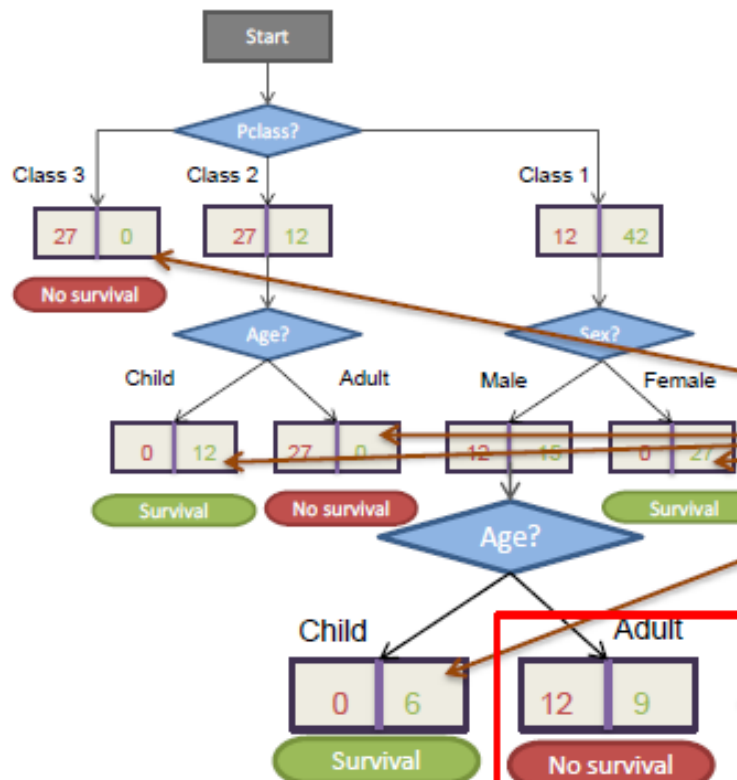 Start
Pclass?
Class 3 Class 2 Class 1
27 0 27 12 12 42
No survival
Age? Sex?
Child Adult Male Female
0 12 27 0 12 15 0 27
Survival No survival Survival
Age?
Child Adult
0 6 12 9
Survival No survival